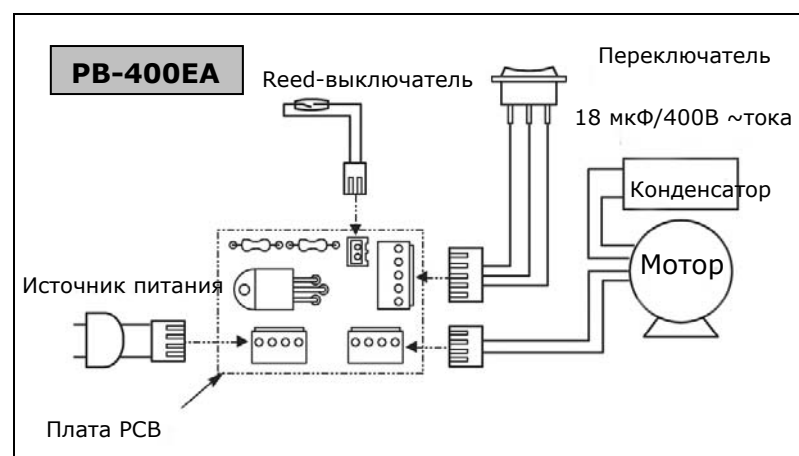 PB-400EA
Reed-выключатель
Переключатель
18 мкФ/400В ~тока
Конденсатор
Мотор
Источник питания
Плата PCB